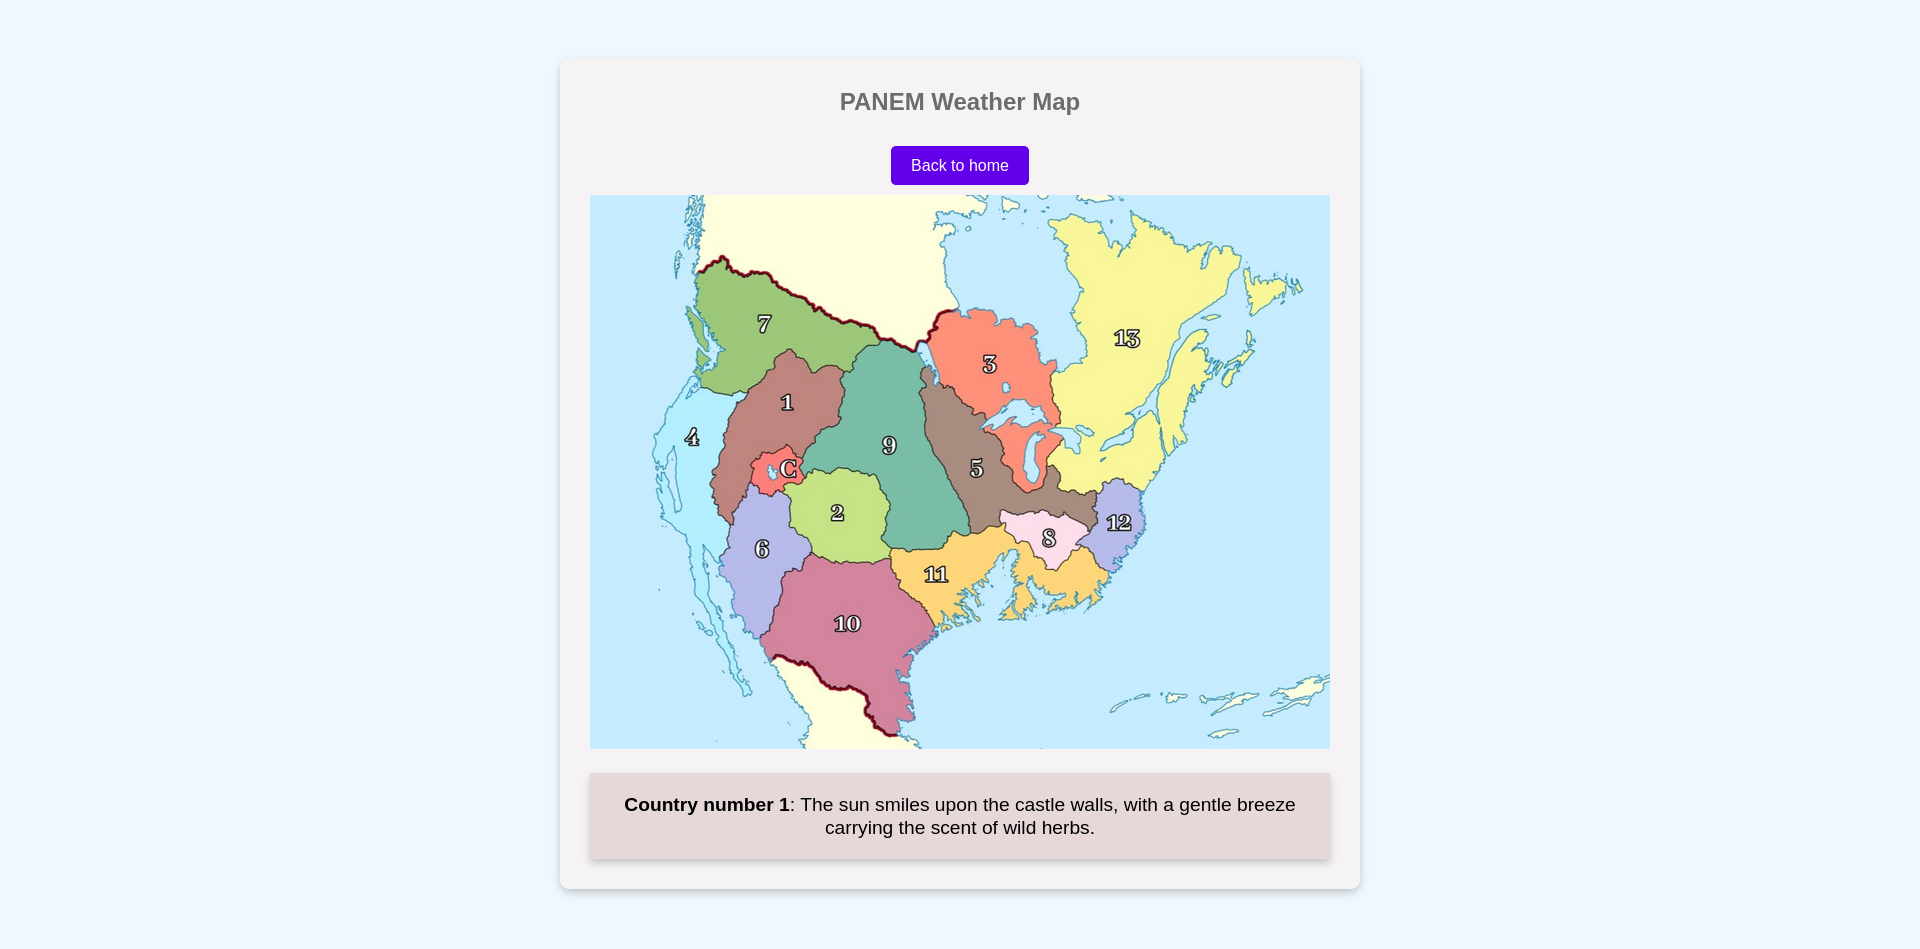 PANEM Weather Map
Back to home
7
13
3
1
4
9
C
5
2
12
8
6
11
10
Country number 1: The sun smiles upon the castle walls, with a gentle breeze
carrying the scent of wild herbs.